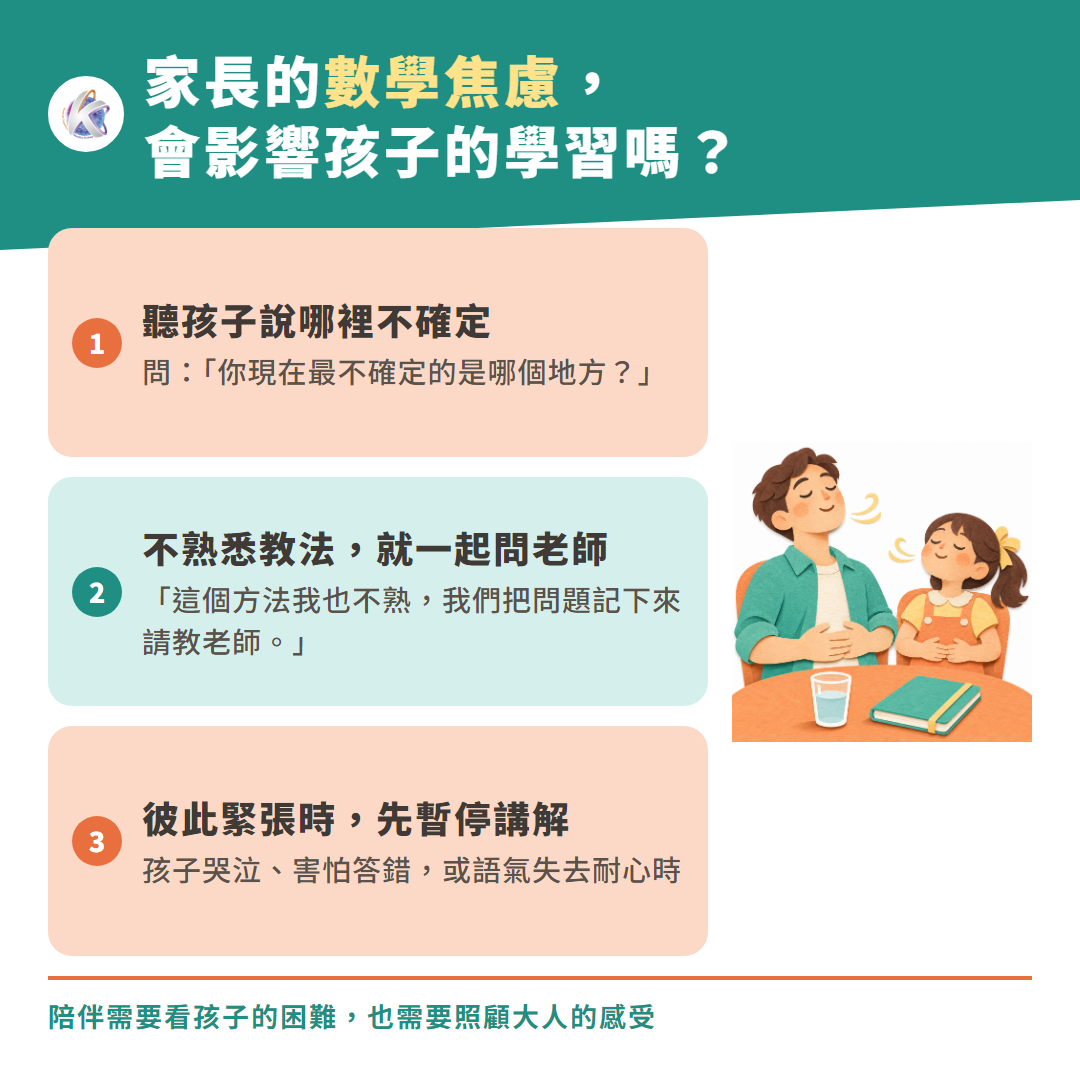 家長的數學焦慮，
會影響孩子的學習嗎？
1
聽孩子說哪裡不確定
問：「你現在最不確定的是哪個地方？」
2
不熟悉教法，就一起問老師
「這個方法我也不熟，我們把問題記下來
請教老師。」
3
彼此緊張時，先暫停講解
孩子哭泣、害怕答錯，或語氣失去耐心時
陪伴需要看孩子的困難，也需要照顧大人的感受